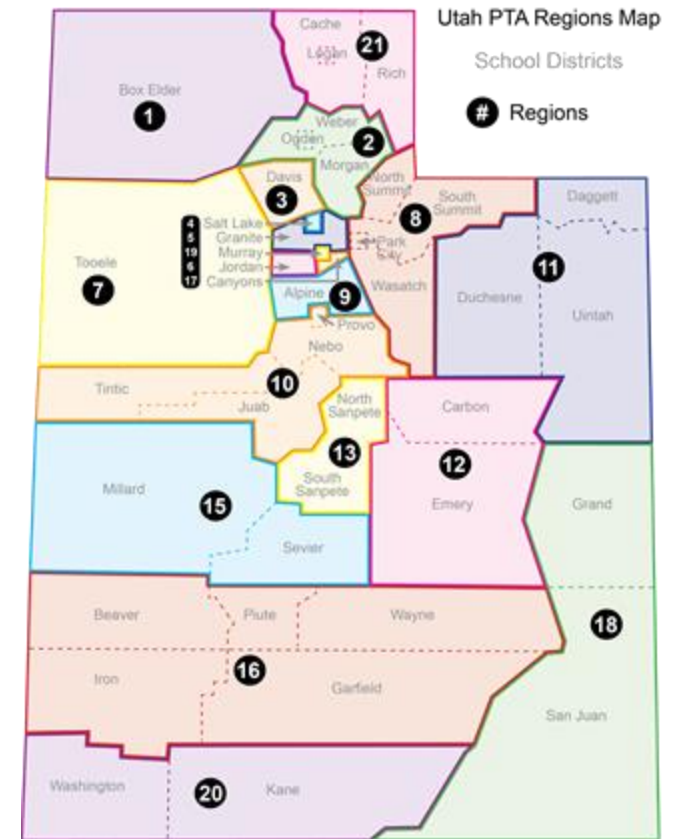 Utah PTA Regions Map
School Districts
# Regions
Cache
Logan
21
Rich
Box Elder
1
Weber
Ogden
2
Morgan
Davis
3
North
Summit
South
Summit
8
Daggett
4 Salt Lake
5 Granite
19 Murray
6 Jordan
17 Canyons
Park
City
Tooele
7
Alpine
9
Wasatch
11
Duchesne
Uintah
Provo
Nebo
10
Tintic
Juab
North
Sanpete
Carbon
13
12
South
Sanpete
Millard
15
Emery
Grand
Sevier
Beaver
Piute
Wayne
18
16
Iron
Garfield
San Juan
Washington
20
Kane